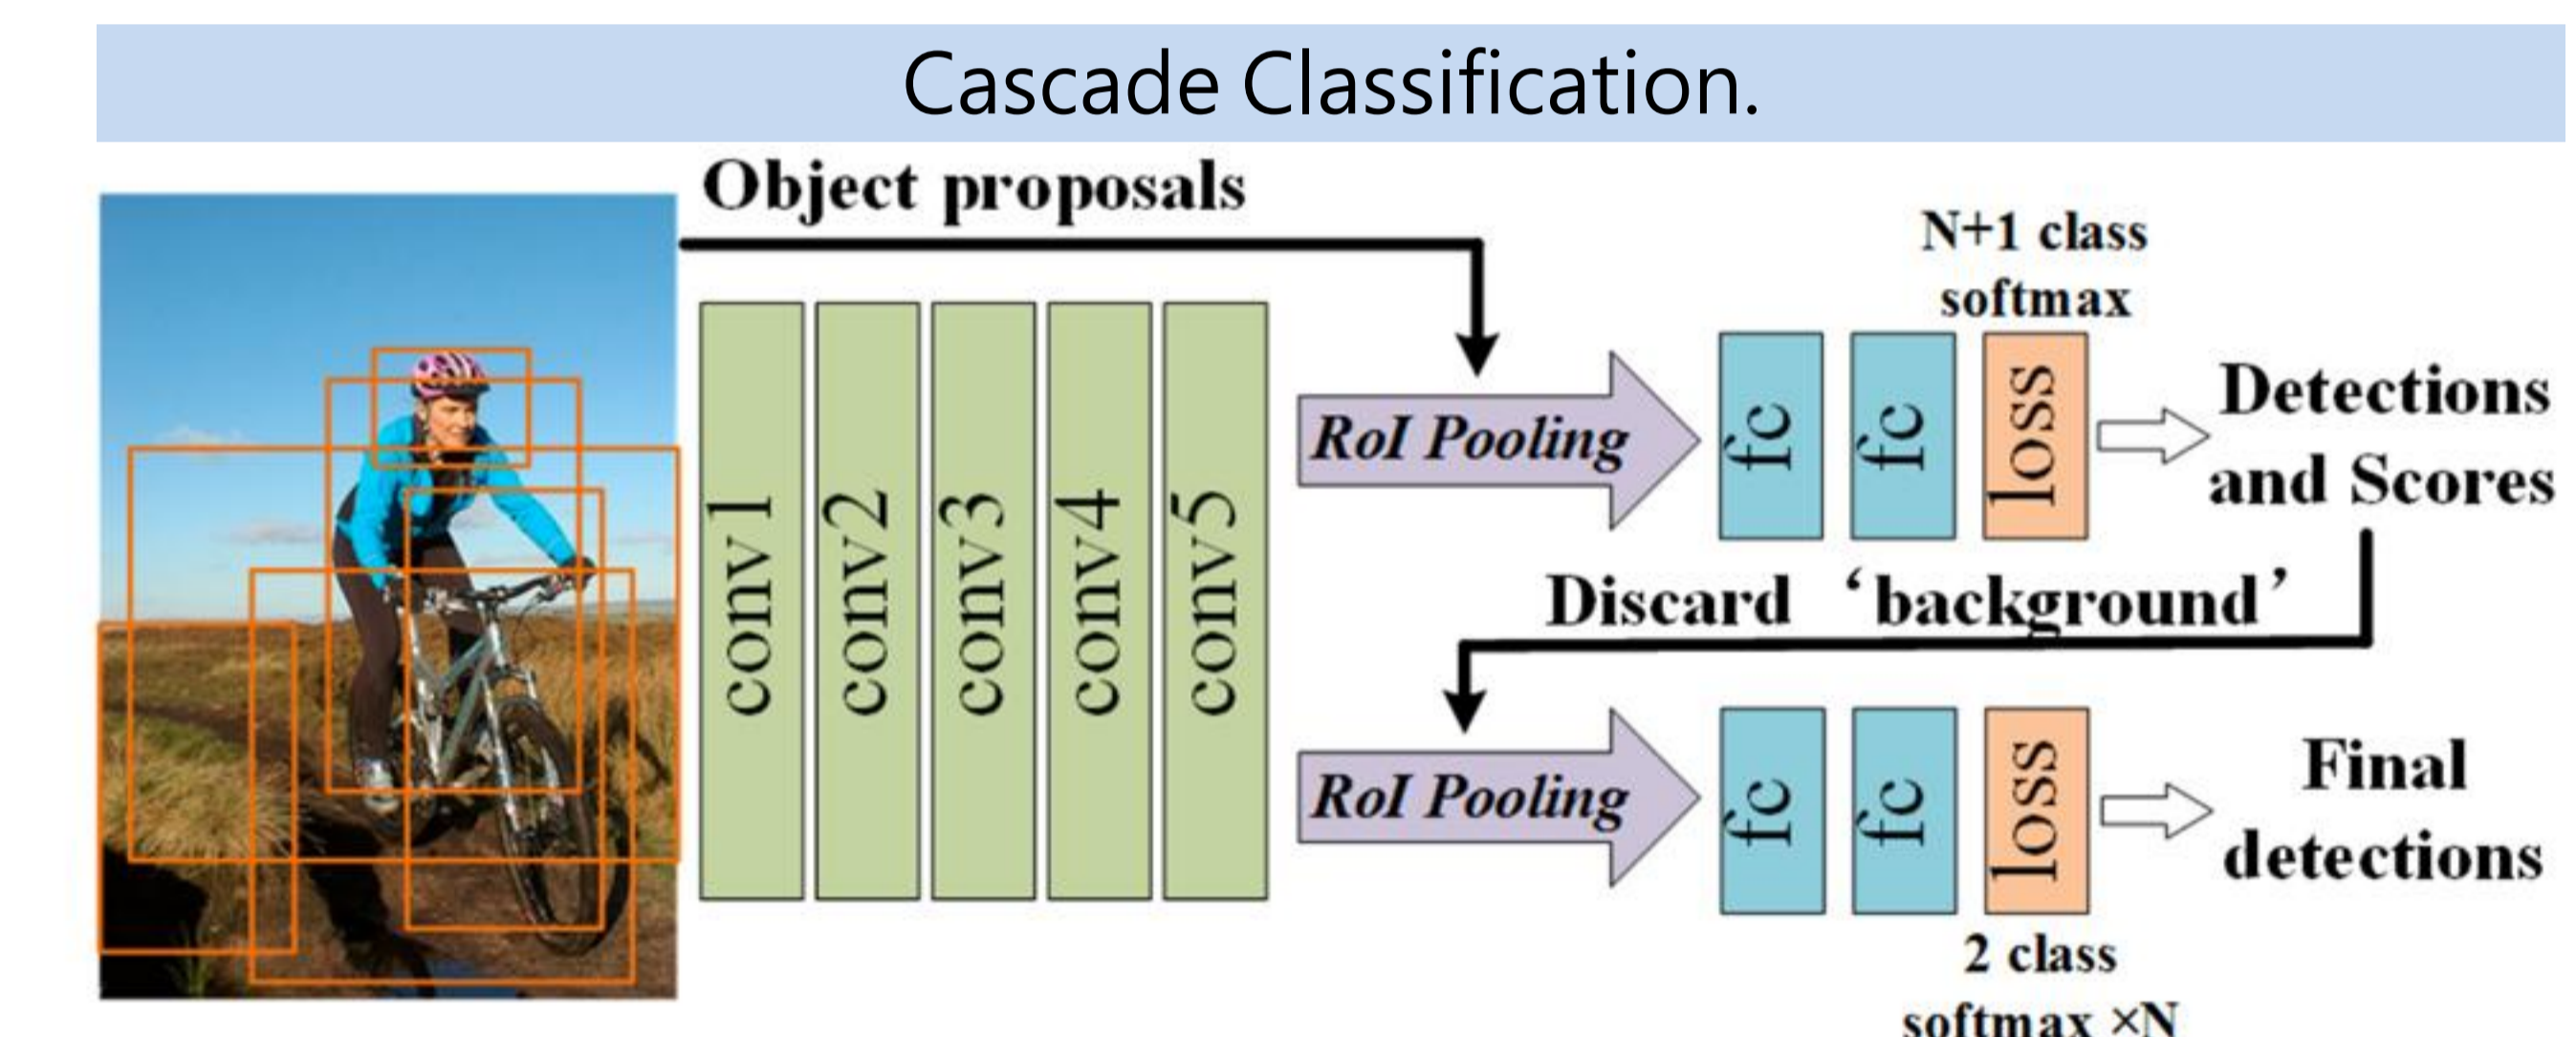 Cascade Classification.
Object proposals
N+1 class
softmax
conv1
conv2
conv3
conv4
conv5
RoI Pooling
fc
fc
loss
Detections
and Scores
Discard ‘background’
RoI Pooling
fc
fc
loss
Final
detections
2 class
softmax ×N